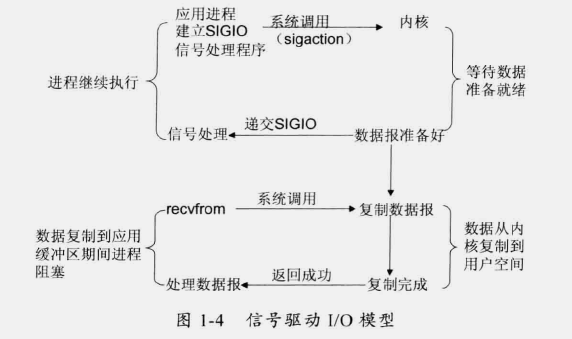 应用进程
建立SIGIO
信号处理程序
系统调用
（sigaction）
内核
进程继续执行
等待数据
准备就绪
信号处理
递交SIGIO
数据报准备好
recvfrom
系统调用
复制数据报
数据复制到应用
缓冲区期间进程
阻塞
数据从内
核复制到
用户空间
处理数据报
返回成功
复制完成
图 1-4 信号驱动 I/O 模型